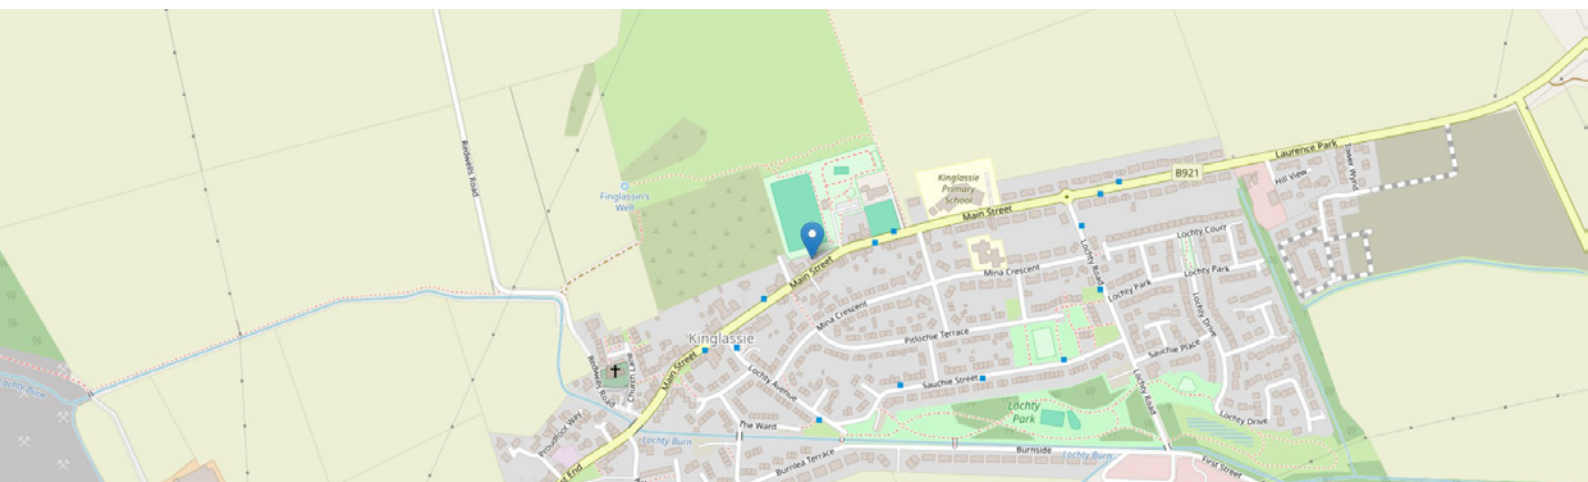 Redwells Road
Finglassin's
Well
Kinglassie
Primary
School
Main Street
B921
Laurence Park
Tower Wynd
Hill View
Lochty Court
Lochty Park
Lochty Road
Mina Crescent
Lochty Park
Lochty Drive
Main Street
Mina Crescent
Pitlochie Terrace
Kinglassie
Sauchie Place
Main Street
Lochty Avenue
Sauchie Street
Redwells Road
Church Lane
Lochty Burn
Lochty
Park
Lochty Road
Lochty Drive
Proudfoot Way
The Ward
Lochty Burn
Burnside
Lochty Burn
Burnlea Terrace
First Street
st End